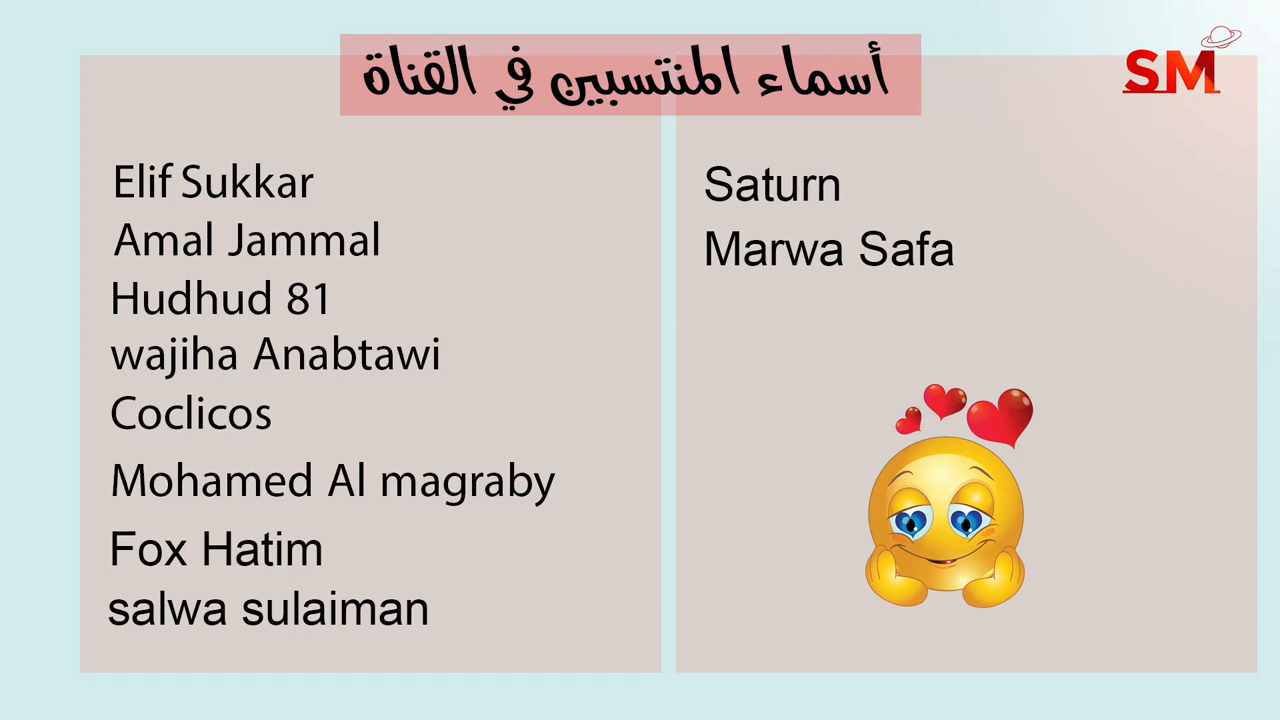 أسماء المنتسبين في القناة
SM
Elif Sukkar
Amal Jammal
Hudhud 81
wajiha Anabtawi
Coclicos
Mohamed Al magraby
Fox Hatim
salwa sulaiman
Saturn
Marwa Safa